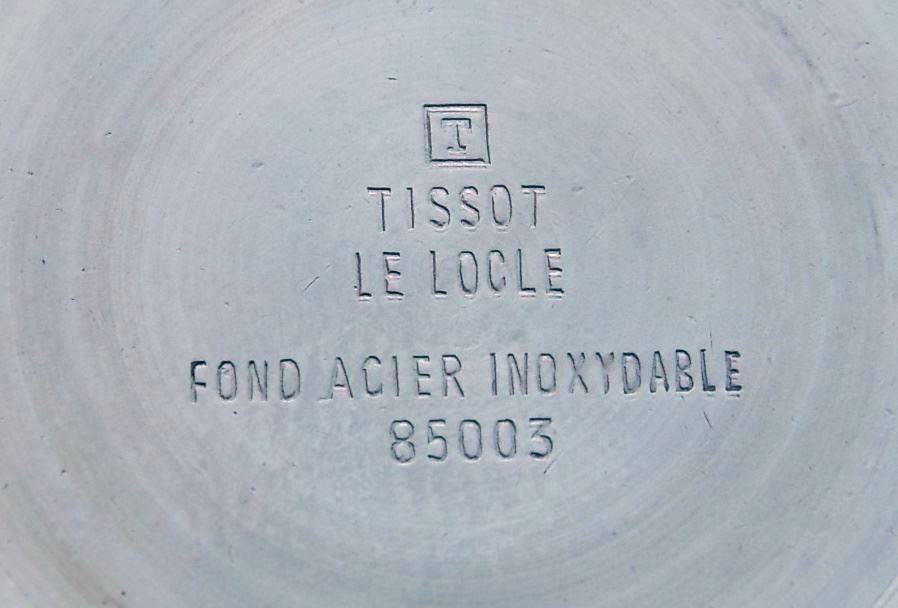 T
TISSOT
LE LOCLE
FOND ACIER INOXYDABLE
85003